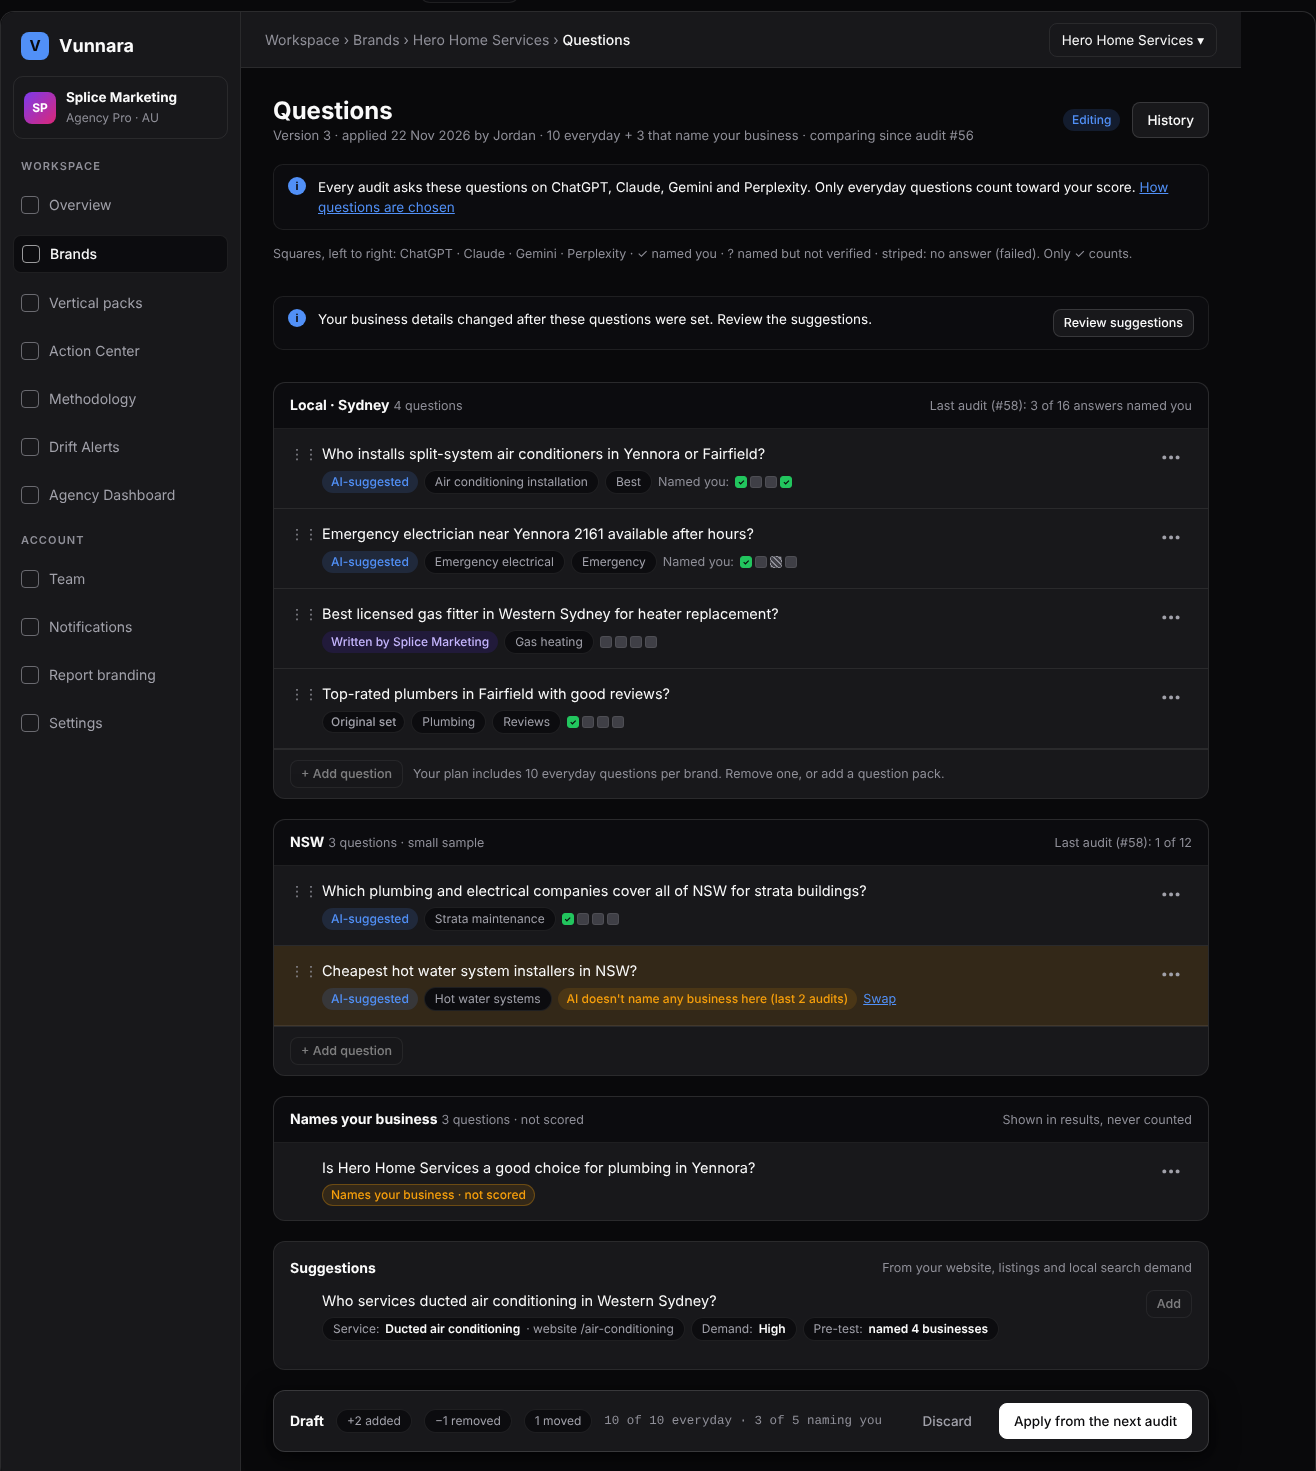 V Vunnara
Workspace › Brands › Hero Home Services › Questions
Hero Home Services ▾
SP
Splice Marketing
Agency Pro · AU
WORKSPACE
Overview
Brands
Vertical packs
Action Center
Methodology
Drift Alerts
Agency Dashboard
ACCOUNT
Team
Notifications
Report branding
Settings
Questions
Version 3 · applied 22 Nov 2026 by Jordan · 10 everyday + 3 that name your business · comparing since audit #56
Editing
History
Every audit asks these questions on ChatGPT, Claude, Gemini and Perplexity. Only everyday questions count toward your score. How
questions are chosen
Squares, left to right: ChatGPT · Claude · Gemini · Perplexity · ✓ named you · ? named but not verified · striped: no answer (failed). Only ✓ counts.
Your business details changed after these questions were set. Review the suggestions.
Review suggestions
Local · Sydney 4 questions
Last audit (#58): 3 of 16 answers named you
Who installs split-system air conditioners in Yennora or Fairfield?
AI-suggested Air conditioning installation Best Named you:
Emergency electrician near Yennora 2161 available after hours?
AI-suggested Emergency electrical Emergency Named you:
Best licensed gas fitter in Western Sydney for heater replacement?
Written by Splice Marketing Gas heating
Top-rated plumbers in Fairfield with good reviews?
Original set Plumbing Reviews
+ Add question Your plan includes 10 everyday questions per brand. Remove one, or add a question pack.
NSW 3 questions · small sample
Last audit (#58): 1 of 12
Which plumbing and electrical companies cover all of NSW for strata buildings?
AI-suggested Strata maintenance
Cheapest hot water system installers in NSW?
AI-suggested Hot water systems AI doesn't name any business here (last 2 audits) Swap
+ Add question
Names your business 3 questions · not scored
Shown in results, never counted
Is Hero Home Services a good choice for plumbing in Yennora?
Names your business · not scored
Suggestions
From your website, listings and local search demand
Who services ducted air conditioning in Western Sydney?
Add
Service: Ducted air conditioning · website /air-conditioning Demand: High Pre-test: named 4 businesses
Draft +2 added −1 removed 1 moved 10 of 10 everyday · 3 of 5 naming you Discard Apply from the next audit